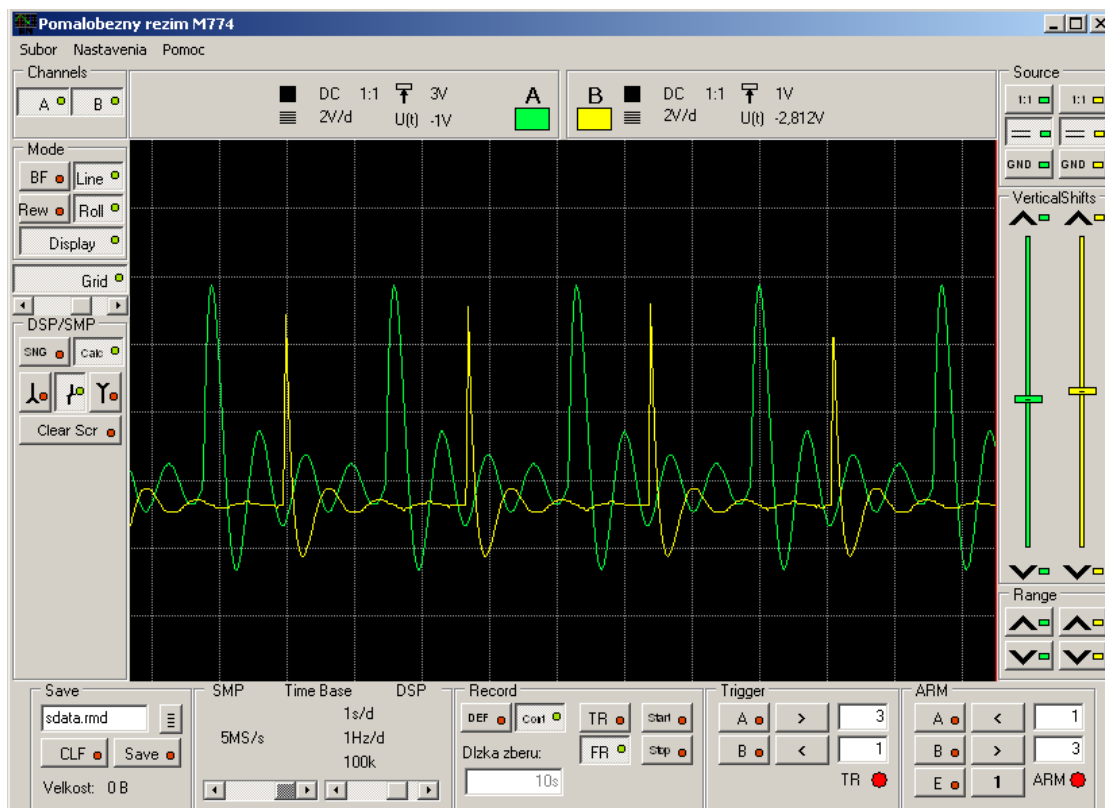 Pomalobezny rezim M774
Subor Nastavenia Pomoc
Channels
A B
DC 1:1 3V
2V/d U(t) -1V
A
B
DC 1:1 1V
2V/d U(t) -2,812V
Source
1:1 1:1
GND GND
Mode
BF Line
Rew Roll
Display
Grid
DSP/SMP
SNG Calc
Clear Scr
VerticalShifts
Range
Save
sdata.rmd
CLF Save
Velkost: 0 B
SMP Time Base DSP
1s/d
5MS/s 1Hz/d
100k
Record
DEF Cont TR Start
Dlzka zberu: FR Stop
10s
Trigger
A > 3
B < 1
TR
ARM
A < 1
B > 3
E 1 ARM